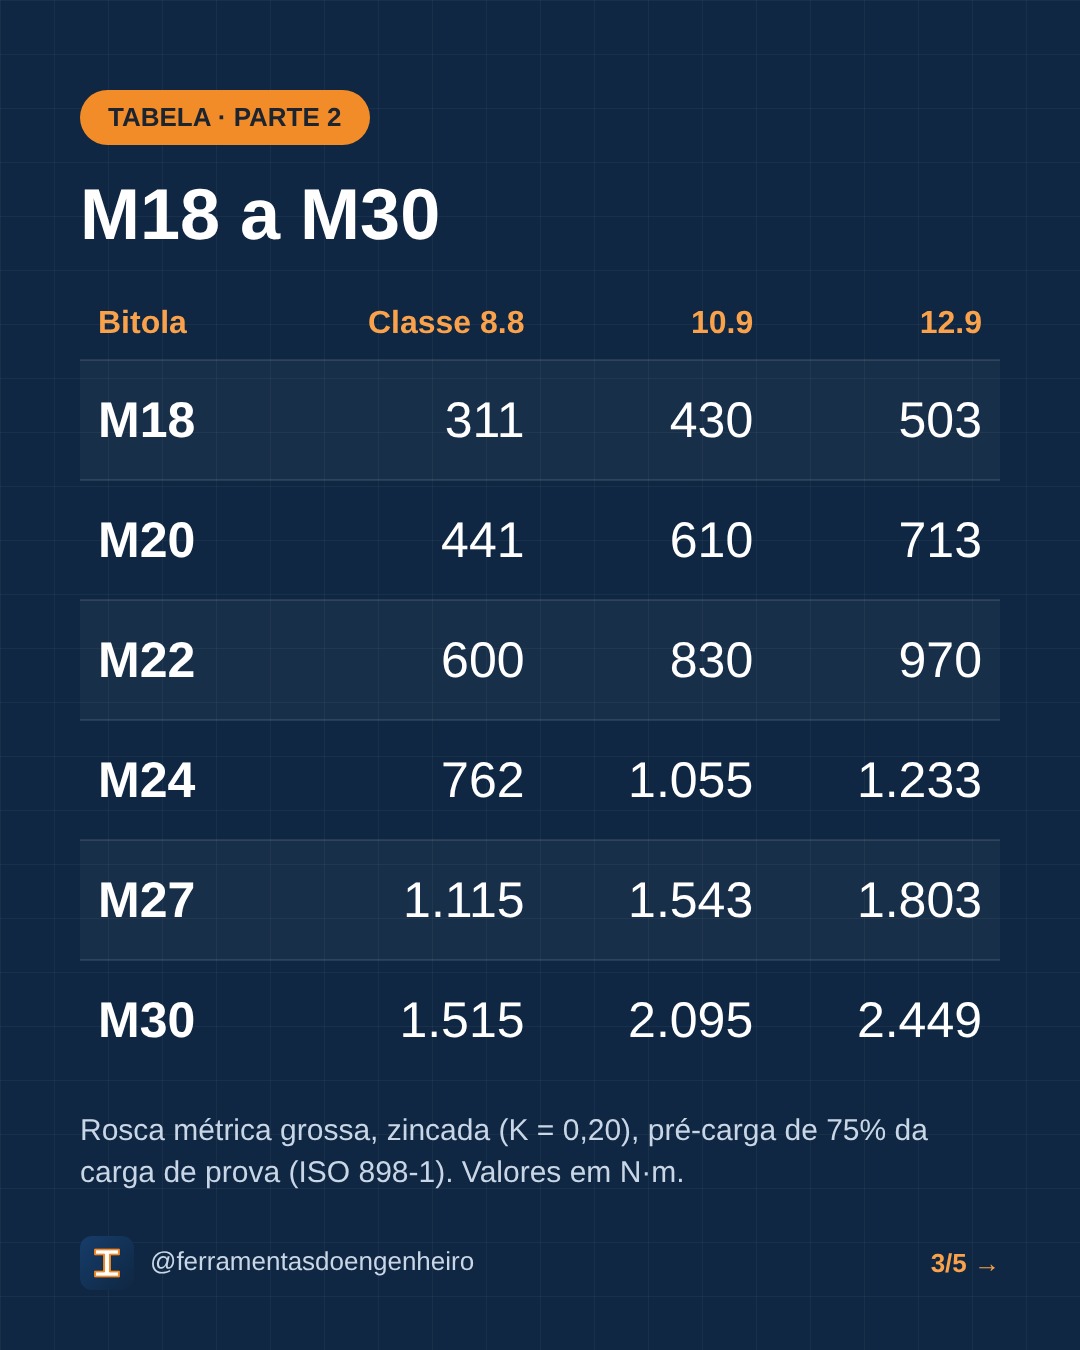 TABELA · PARTE 2
M18 a M30
Bitola Classe 8.8 10.9 12.9
M18 311 430 503
M20 441 610 713
M22 600 830 970
M24 762 1.055 1.233
M27 1.115 1.543 1.803
M30 1.515 2.095 2.449
Rosca métrica grossa, zincada (K = 0,20), pré-carga de 75% da
carga de prova (ISO 898-1). Valores em N·m.
@ferramentasdoengenheiro 3/5 →